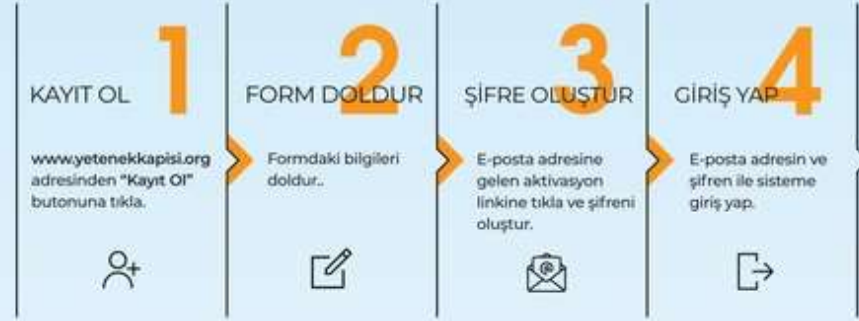 1
KAYIT OL
www.yetenekkapisi.org
adresinden "Kayıt Ol"
butonuna tıkla.
2
FORM DOLDUR
Formdaki bilgileri
doldur..
3
ŞİFRE OLUŞTUR
E-posta adresine
gelen aktivasyon
linkine tıkla ve şifreni
oluştur.
4
GİRİŞ YAP
E-posta adresin ve
şifren ile sisteme
giriş yap.